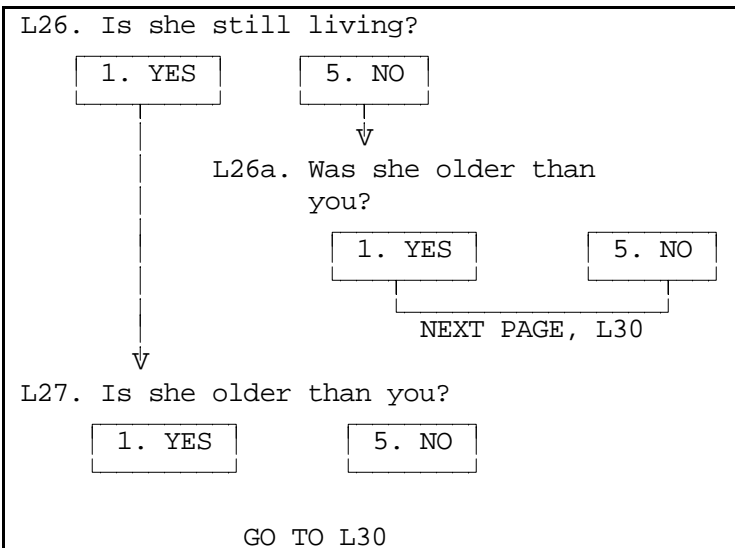 L26. Is she still living?
1. YES 5. NO
L26a. Was she older than
you?
1. YES 5. NO
NEXT PAGE, L30
L27. Is she older than you?
1. YES 5. NO
GO TO L30